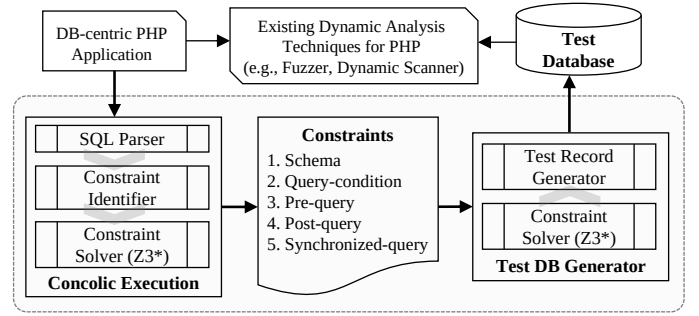 DB-centric PHP
Application
Existing Dynamic Analysis
Techniques for PHP
(e.g., Fuzzer, Dynamic Scanner)
Test
Database
SQL Parser
Constraint
Identifier
Constraint
Solver (Z3*)
Concolic Execution
Constraints
1. Schema
2. Query-condition
3. Pre-query
4. Post-query
5. Synchronized-query
Test Record
Generator
Constraint
Solver (Z3*)
Test DB Generator